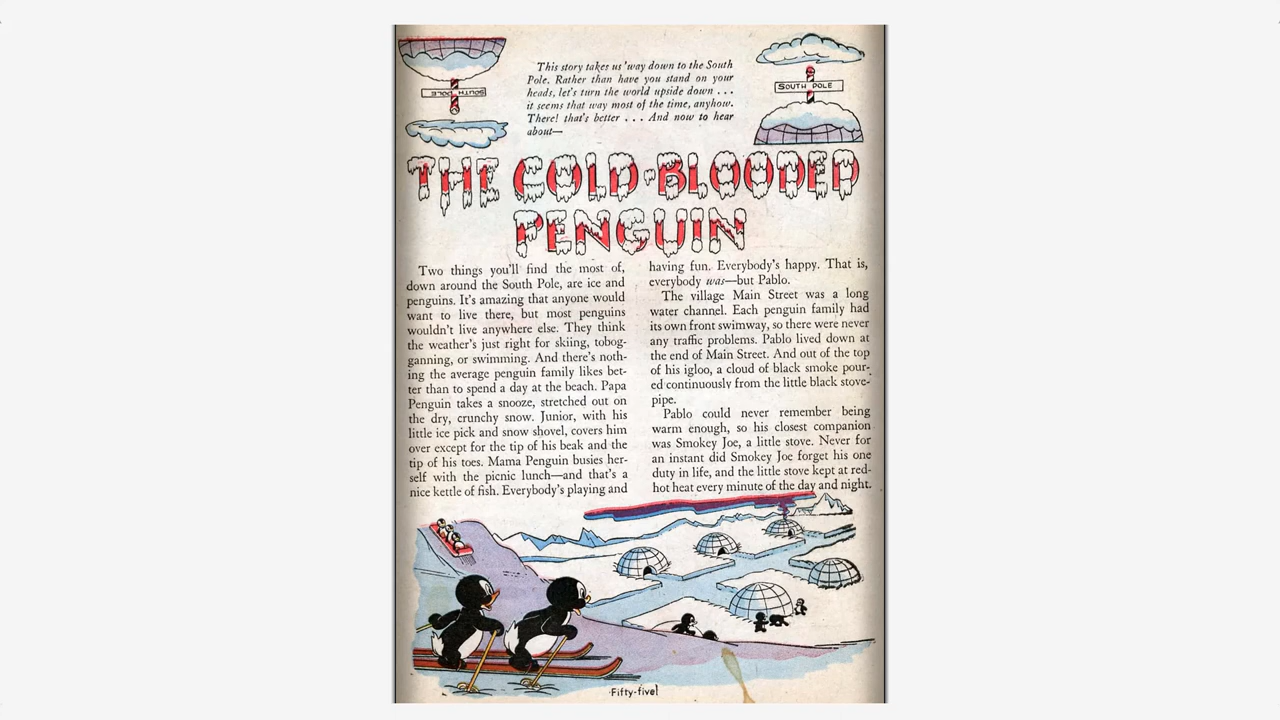 This story takes us 'way down to the South
Pole. Rather than have you stand on your
heads, let's turn the world upside down . . .
it seems that way most of the time, anyhow.
There! that's better . . . And now to hear
about—
SOUTH POLE
SOUTH POLE
THE COLD-BLOODED
PENGUIN
Two things you'll find the most of,
down around the South Pole, are ice and
penguins. It's amazing that anyone would
want to live there, but most penguins
wouldn't live anywhere else. They think
the weather's just right for skiing, tobog-
ganning, or swimming. And there's noth-
ing the average penguin family likes bet-
ter than to spend a day at the beach. Papa
Penguin takes a snooze, stretched out on
the dry, crunchy snow. Junior, with his
little ice pick and snow shovel, covers him
over except for the tip of his beak and the
tip of his toes. Mama Penguin busies her-
self with the picnic lunch—and that's a
nice kettle of fish. Everybody's playing and
having fun. Everybody's happy. That is,
everybody was—but Pablo.
The village Main Street was a long
water channel. Each penguin family had
its own front swimway, so there were never
any traffic problems. Pablo lived down at
the end of Main Street. And out of the top
of his igloo, a cloud of black smoke pour-
ed continuously from the little black stove-
pipe.
Pablo could never remember being
warm enough, so his closest companion
was Smokey Joe, a little stove. Never for
an instant did Smokey Joe forget his one
duty in life, and the little stove kept at red-
hot heat every minute of the day and night.
Fifty-five